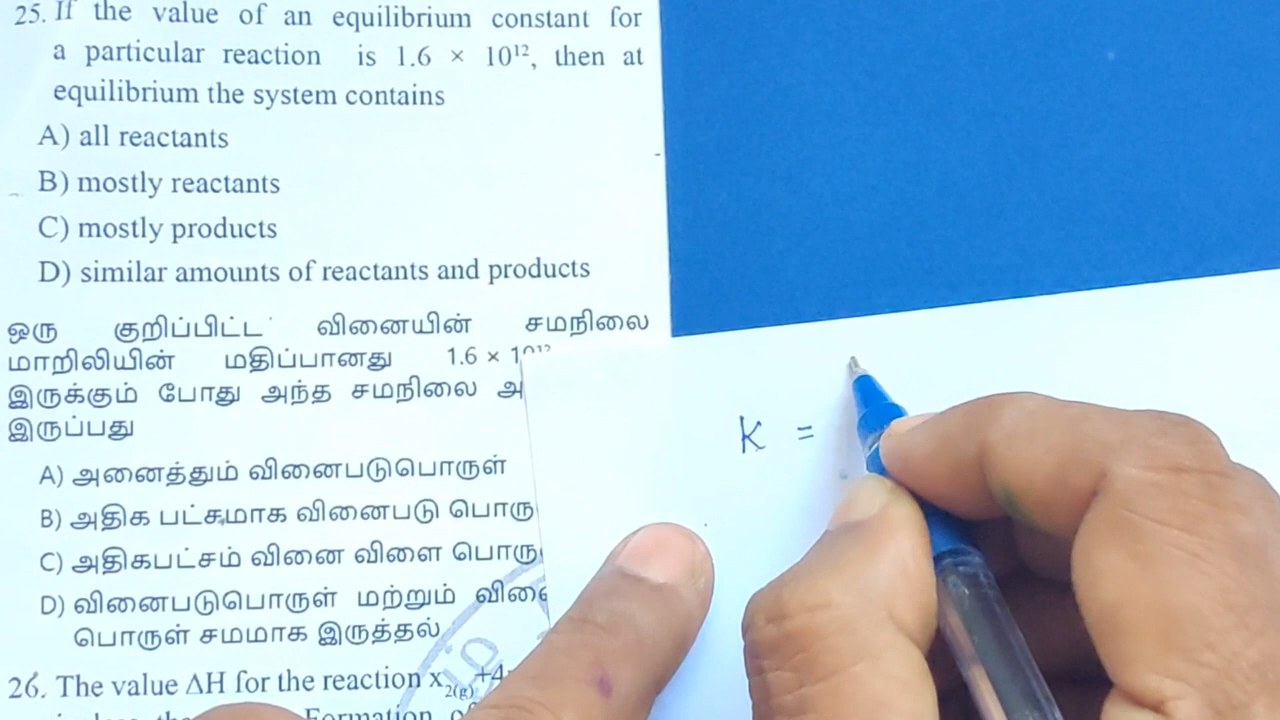 25. If the value of an equilibrium constant for
a particular reaction is 1.6 × 10¹², then at
equilibrium the system contains
A) all reactants
B) mostly reactants
C) mostly products
D) similar amounts of reactants and products
ஒரு குறிப்பிட்ட வினையின் சமநிலை
மாறிலியின் மதிப்பானது 1.6 × 10¹²
இருக்கும் போது அந்த சமநிலை அ
இருப்பது
A) அனைத்தும் வினைபடுபொருள்
B) அதிக பட்சமாக வினைபடு பொரு
C) அதிகபட்சம் வினை விளை பொரு
D) வினைபடுபொருள் மற்றும்
பொருள் சமமாக இருத்தல்
26. The value ΔH for the reaction x₂(g) +4
Formation
K =